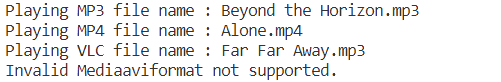 Playing MP3 file name : Beyond the Horizon.mp3
Playing MP4 file name : Alone.mp4
Playing VLC file name : Far Far Away.mp3
Invalid Mediaaviformat not supported.